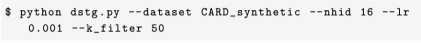 $ python dstg.py --dataset CARD_synthetic --nhid 16 --lr
0.001 --k_filter 50